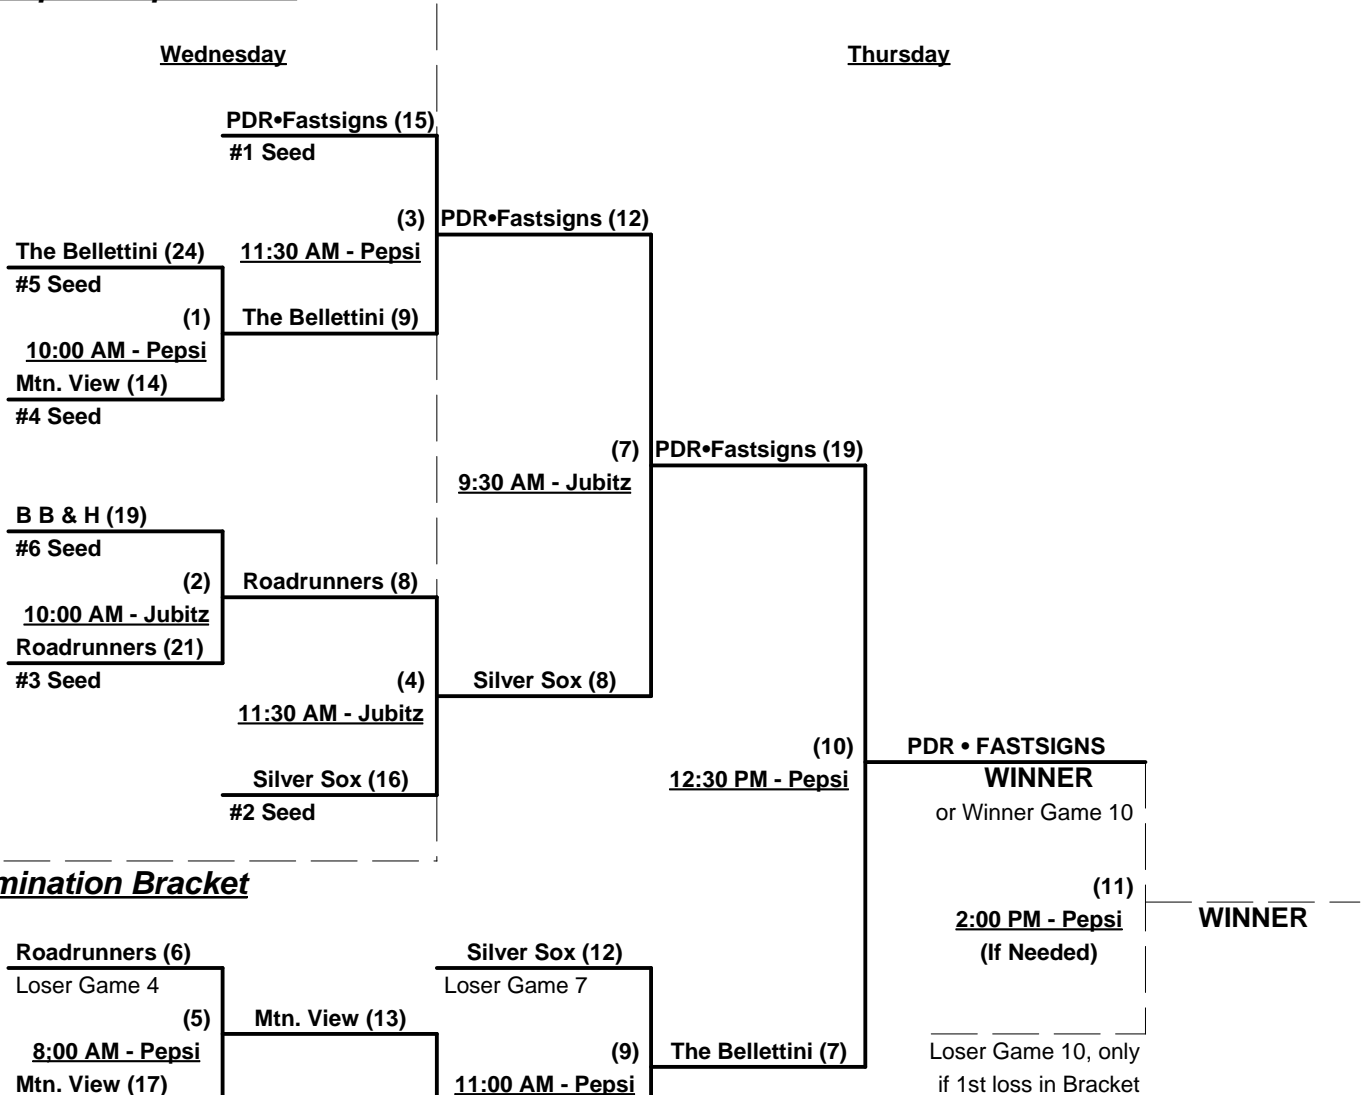 Wednesday
Thursday
PDR•Fastsigns (15)
#1 Seed
(3)
PDR•Fastsigns (12)
The Bellettini (24)
11:30 AM - Pepsi
#5 Seed
(1)
The Bellettini (9)
10:00 AM - Pepsi
Mtn. View (14)
#4 Seed
(7)
PDR•Fastsigns (19)
9:30 AM - Jubitz
B B & H (19)
#6 Seed
(2)
Roadrunners (8)
10:00 AM - Jubitz
Roadrunners (21)
#3 Seed
(4)
Silver Sox (8)
11:30 AM - Jubitz
(10)
PDR • FASTSIGNS
Silver Sox (16)
12:30 PM - Pepsi
WINNER
#2 Seed
or Winner Game 10
mination Bracket
(11)
2:00 PM - Pepsi
WINNER
(If Needed)
Roadrunners (6)
Silver Sox (12)
Loser Game 4
Loser Game 7
(5)
Mtn. View (13)
8;00 AM - Pepsi
(9)
The Bellettini (7)
Loser Game 10, only
Mtn. View (17)
11:00 AM - Pepsi
if 1st loss in Bracket